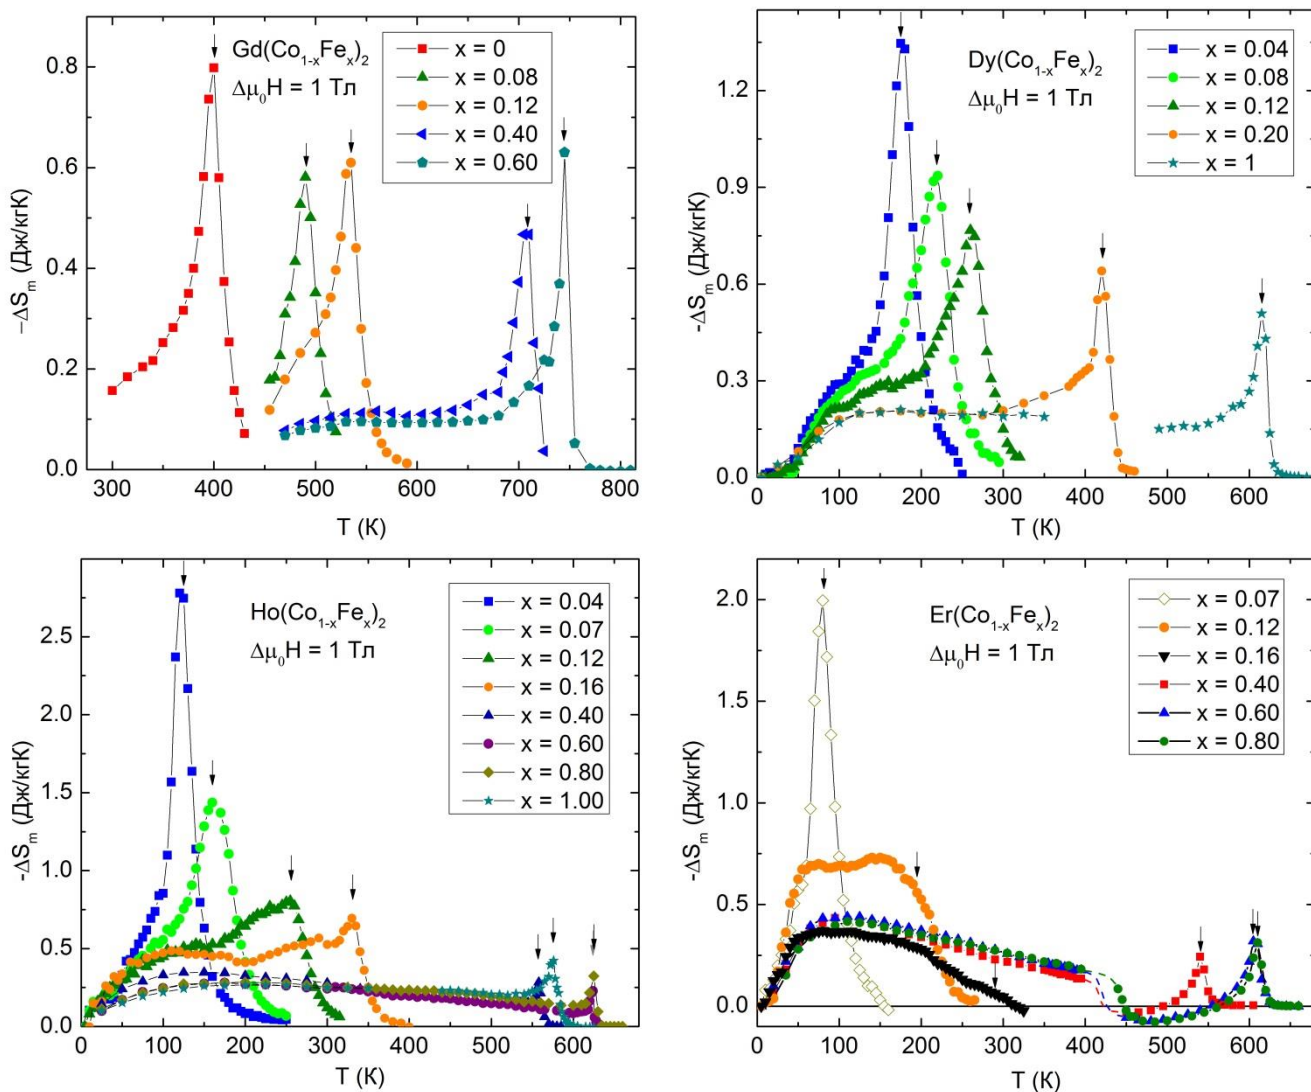 Gd(Co₁₋ₓFeₓ)₂
Δμ₀H = 1 Тл
x = 0
x = 0.08
x = 0.12
x = 0.40
x = 0.60
−ΔSₘ (Дж/кгК)
0.8
0.6
0.4
0.2
0.0
300 400 500 600 700 800
T (К)
Dy(Co₁₋ₓFeₓ)₂
Δμ₀H = 1 Тл
x = 0.04
x = 0.08
x = 0.12
x = 0.20
x = 1
-ΔSₘ (Дж/кгК)
1.2
0.9
0.6
0.3
0.0
0 100 200 300 400 500 600
T (К)
Ho(Co₁₋ₓFeₓ)₂
Δμ₀H = 1 Тл
x = 0.04
x = 0.07
x = 0.12
x = 0.16
x = 0.40
x = 0.60
x = 0.80
x = 1.00
-ΔSₘ (Дж/кгК)
2.5
2.0
1.5
1.0
0.5
0.0
0 100 200 300 400 500 600
T (К)
Er(Co₁₋ₓFeₓ)₂
Δμ₀H = 1 Тл
x = 0.07
x = 0.12
x = 0.16
x = 0.40
x = 0.60
x = 0.80
-ΔSₘ (Дж/кгК)
2.0
1.5
1.0
0.5
0.0
0 100 200 300 400 500 600
T (К)